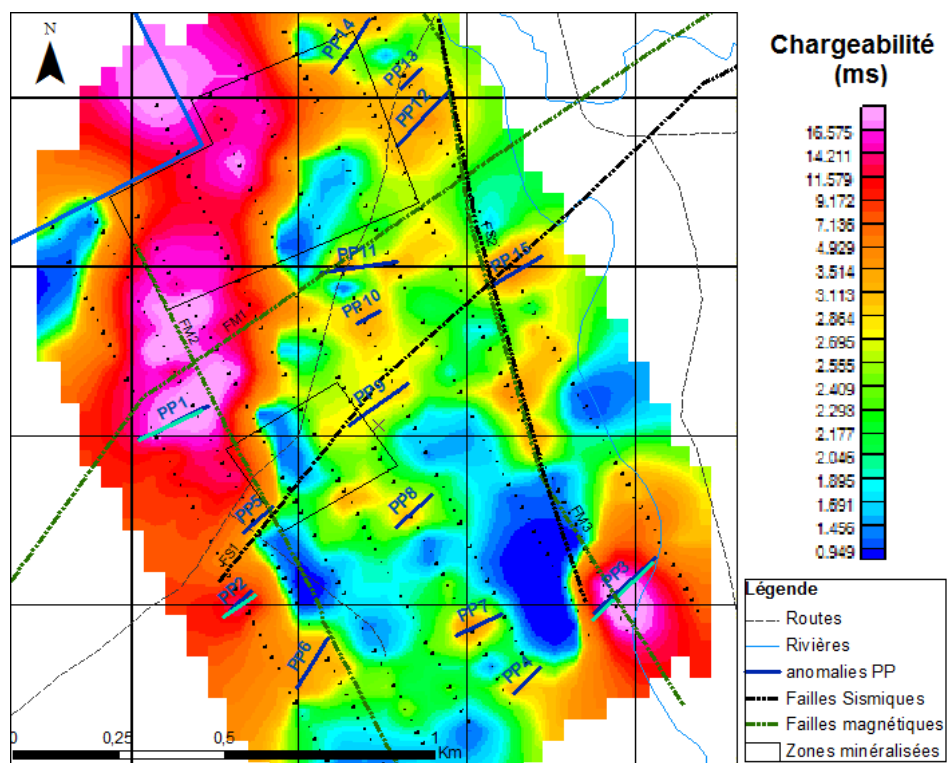 N
PP14
PP13
PP12
PP11
PP15
PP10
FS2
FM1
FM2
PP1
PP9
PP8
PP5
FS1
FM3
PP2
PP3
PP7
PP6
PP4
0 0,25 0,5 1
Km
Chargeabilité
(ms)
16.575
14.211
11.579
9.172
7.136
4.929
3.514
3.113
2.864
2.695
2.555
2.409
2.298
2.177
2.046
1.895
1.691
1.456
0.949
Légende
Routes
Rivières
anomalies PP
Failles Sismiques
Failles magnétiques
Zones minéralisées